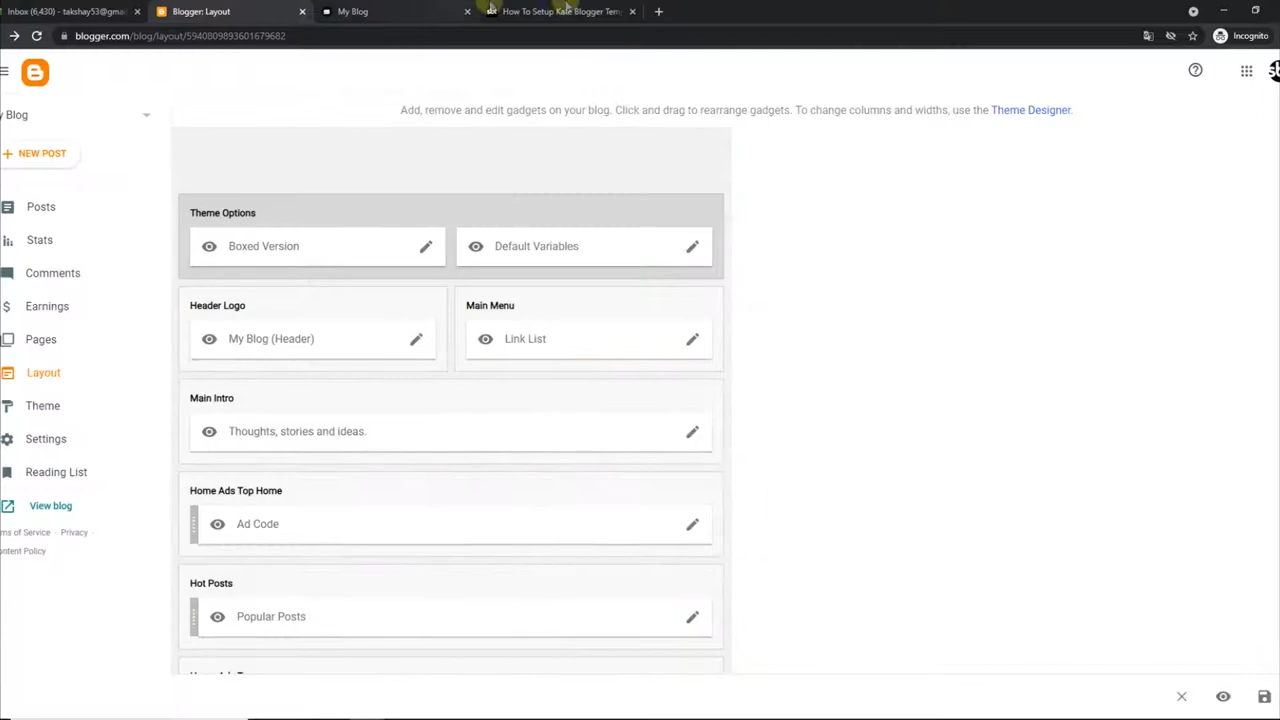 Inbox (6,430) - takshay53@gma
Blogger: Layout
My Blog
How To Setup Kale Blogger Tem
blogger.com/blog/layout/5940809893601679682
Incognito
y Blog
Add, remove and edit gadgets on your blog. Click and drag to rearrange gadgets. To change columns and widths, use the Theme Designer.
+ NEW POST
Posts
Stats
Comments
Earnings
Pages
Layout
Theme
Settings
Reading List
View blog
ms of Service · Privacy ·
ontent Policy
Theme Options
Boxed Version
Default Variables
Header Logo
Main Menu
My Blog (Header)
Link List
Main Intro
Thoughts, stories and ideas.
Home Ads Top Home
Ad Code
Hot Posts
Popular Posts